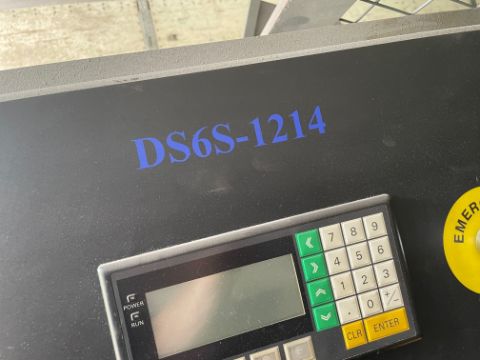 DS6S-1214
EMER
POWER
RUN
7 8 9
4 5 6
1 2 3
. 0 +/-
CLR ENTER